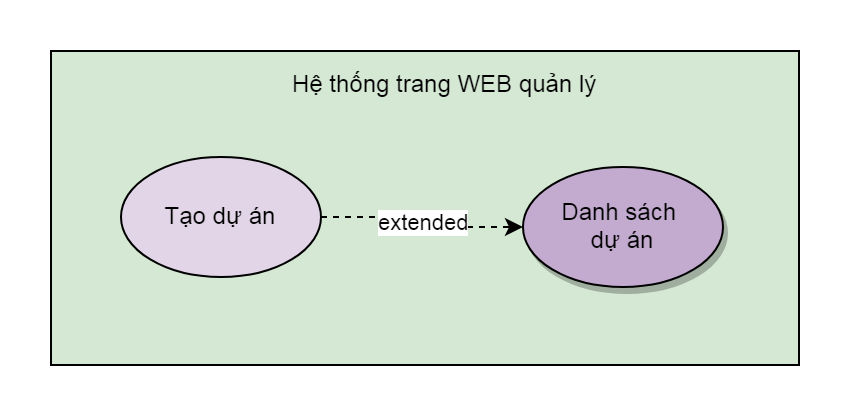 Hệ thống trang WEB quản lý
Tạo dự án
extended
Danh sách
dự án